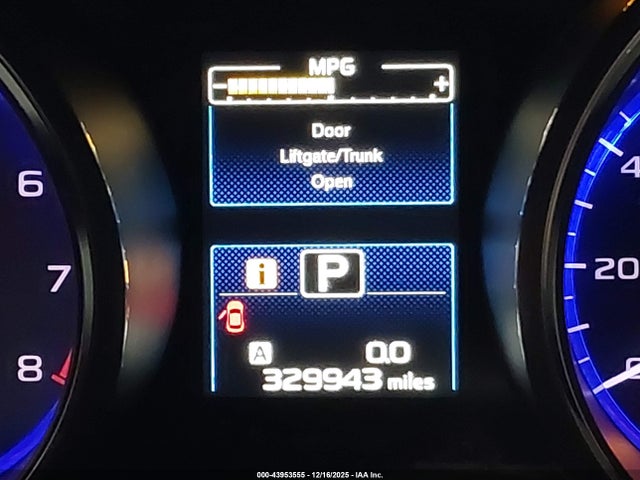 MPG
- +
Door
Liftgate/Trunk
Open
6
7
8
4
20
i P
A 0.0
329943 miles
000-43953555 - 12/16/2025 - IAA Inc.